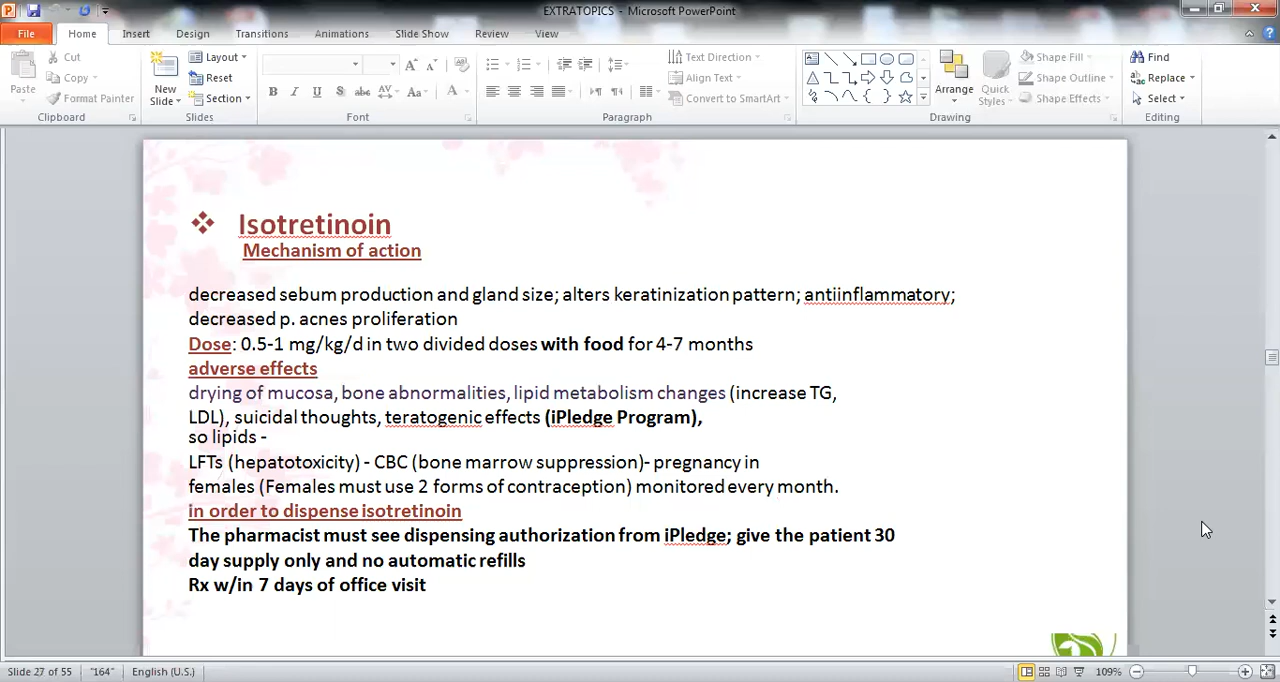 EXTRATOPICS - Microsoft PowerPoint
File Home Insert Design Transitions Animations Slide Show Review View
Cut Layout Text Direction Shape Fill Find
Copy Reset Align Text Shape Outline Replace
Paste Format Painter New Slide Section B I U S abc AV Aa A Convert to SmartArt Arrange Quick Styles Shape Effects Select
Clipboard Slides Font Paragraph Drawing Editing
Isotretinoin
Mechanism of action
decreased sebum production and gland size; alters keratinization pattern; antiinflammatory;
decreased p. acnes proliferation
Dose: 0.5-1 mg/kg/d in two divided doses with food for 4-7 months
adverse effects
drying of mucosa, bone abnormalities, lipid metabolism changes (increase TG,
LDL), suicidal thoughts, teratogenic effects (iPledge Program),
so lipids -
LFTs (hepatotoxicity) - CBC (bone marrow suppression)- pregnancy in
females (Females must use 2 forms of contraception) monitored every month.
in order to dispense isotretinoin
The pharmacist must see dispensing authorization from iPledge; give the patient 30
day supply only and no automatic refills
Rx w/in 7 days of office visit
Slide 27 of 55 "164" English (U.S.) 109%